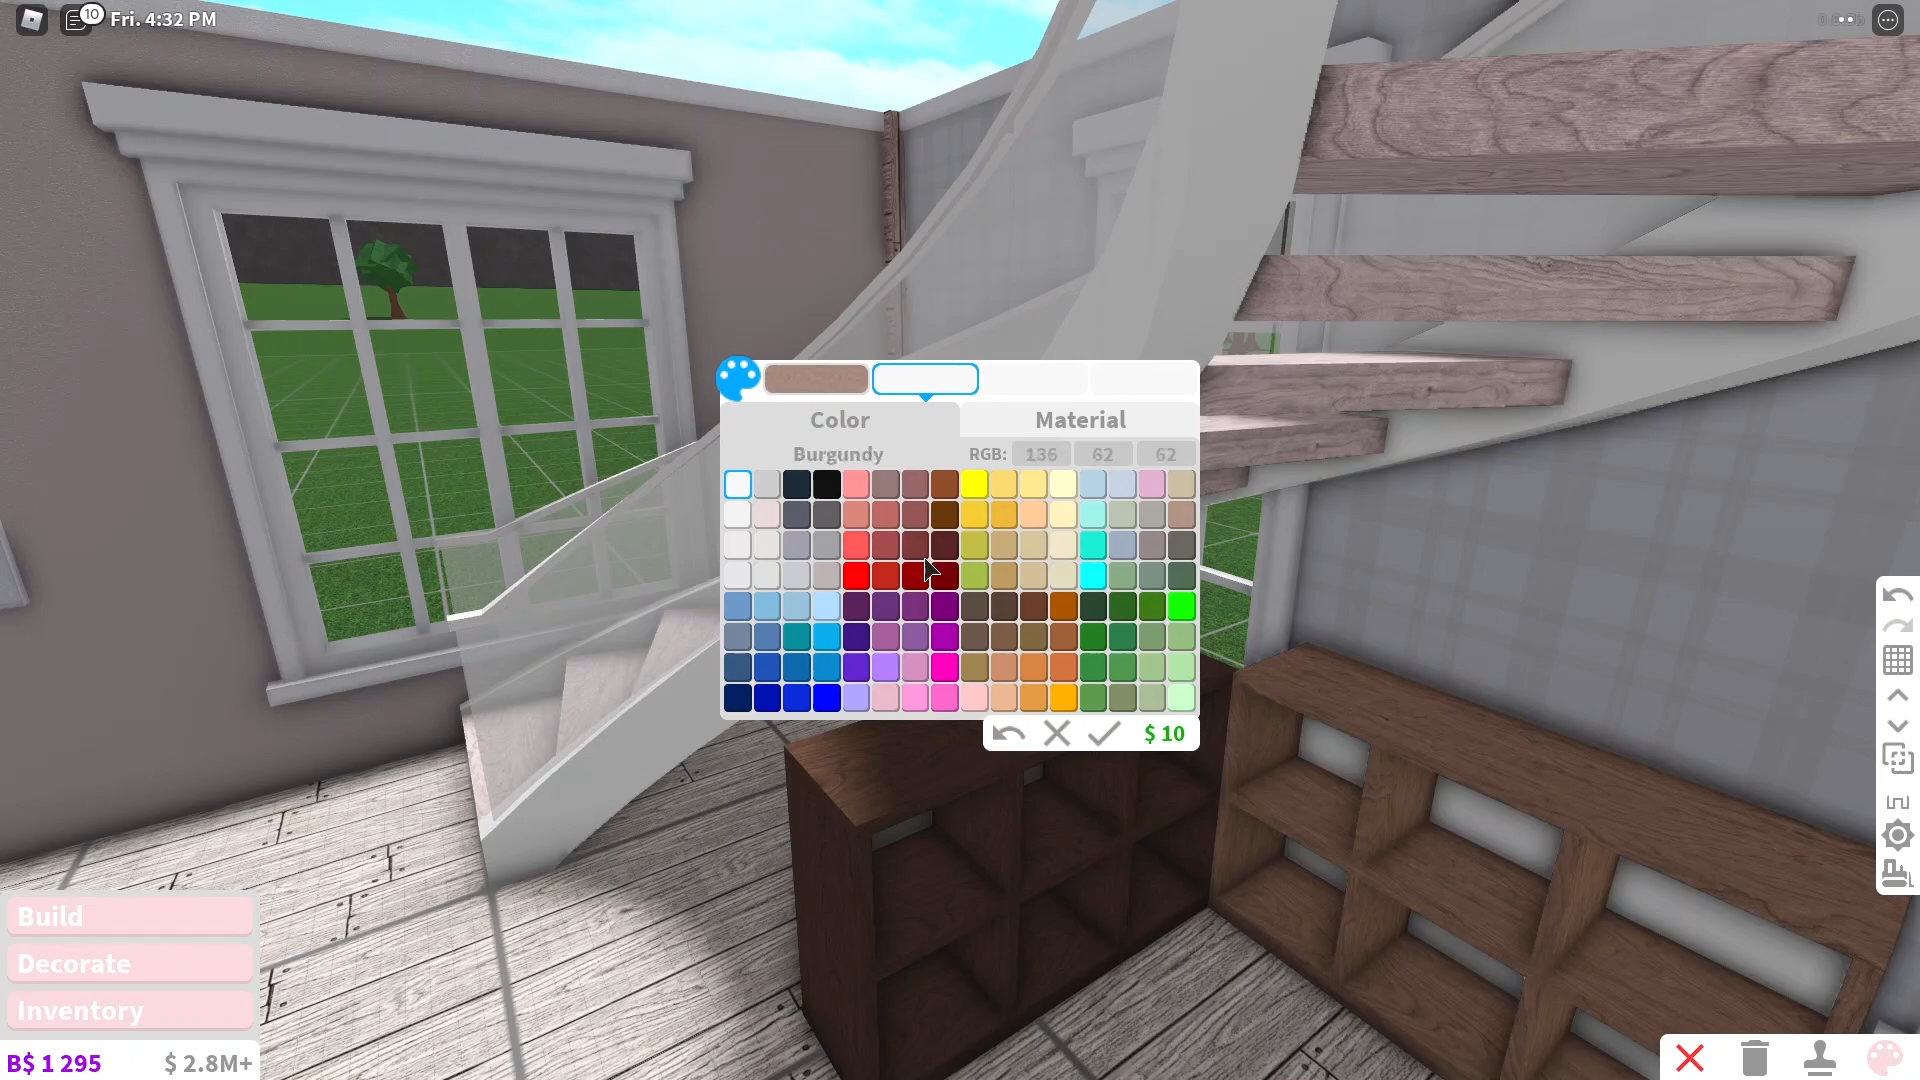 10
Fri. 4:32 PM
Color
Material
Burgundy
RGB:
136
62
62
$ 10
Build
Decorate
Inventory
B$ 1 295
$ 2.8M+